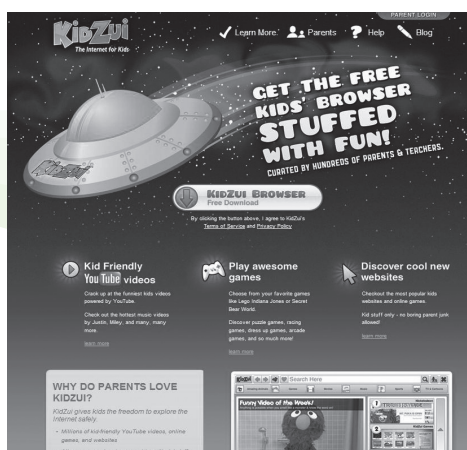 PARENT LOGIN
KidZui
The Internet for Kids
Learn More
Parents
Help
Blog
GET THE FREE
KIDS' BROWSER
STUFFED
WITH FUN!
CURATED BY HUNDREDS OF PARENTS & TEACHERS.
KidZui
KIDZUI BROWSER
Free Download
By clicking the button above, I agree to KidZui's
Terms of Service and Privacy Policy
Kid Friendly
YouTube videos
Crack up at the funniest kids videos
powered by YouTube.
Check out the hottest music videos
by Justin, Miley, and many, many
more.
learn more
Play awesome
games
Choose from your favorite games
like Lego Indiana Jones or Secret
Bear World.
Discover puzzle games, racing
games, dress up games, arcade
games, and so much more!
learn more
Discover cool new
websites
Checkout the most popular kids
websites and online games.
Kid stuff only - no boring parent junk
allowed!
learn more
WHY DO PARENTS LOVE
KIDZUI?
KidZui gives kids the freedom to explore the
Internet safely.
• Millions of kid-friendly YouTube videos, online
games, and websites
KidZui
Search Here
Funny Video of the Week!
1
2